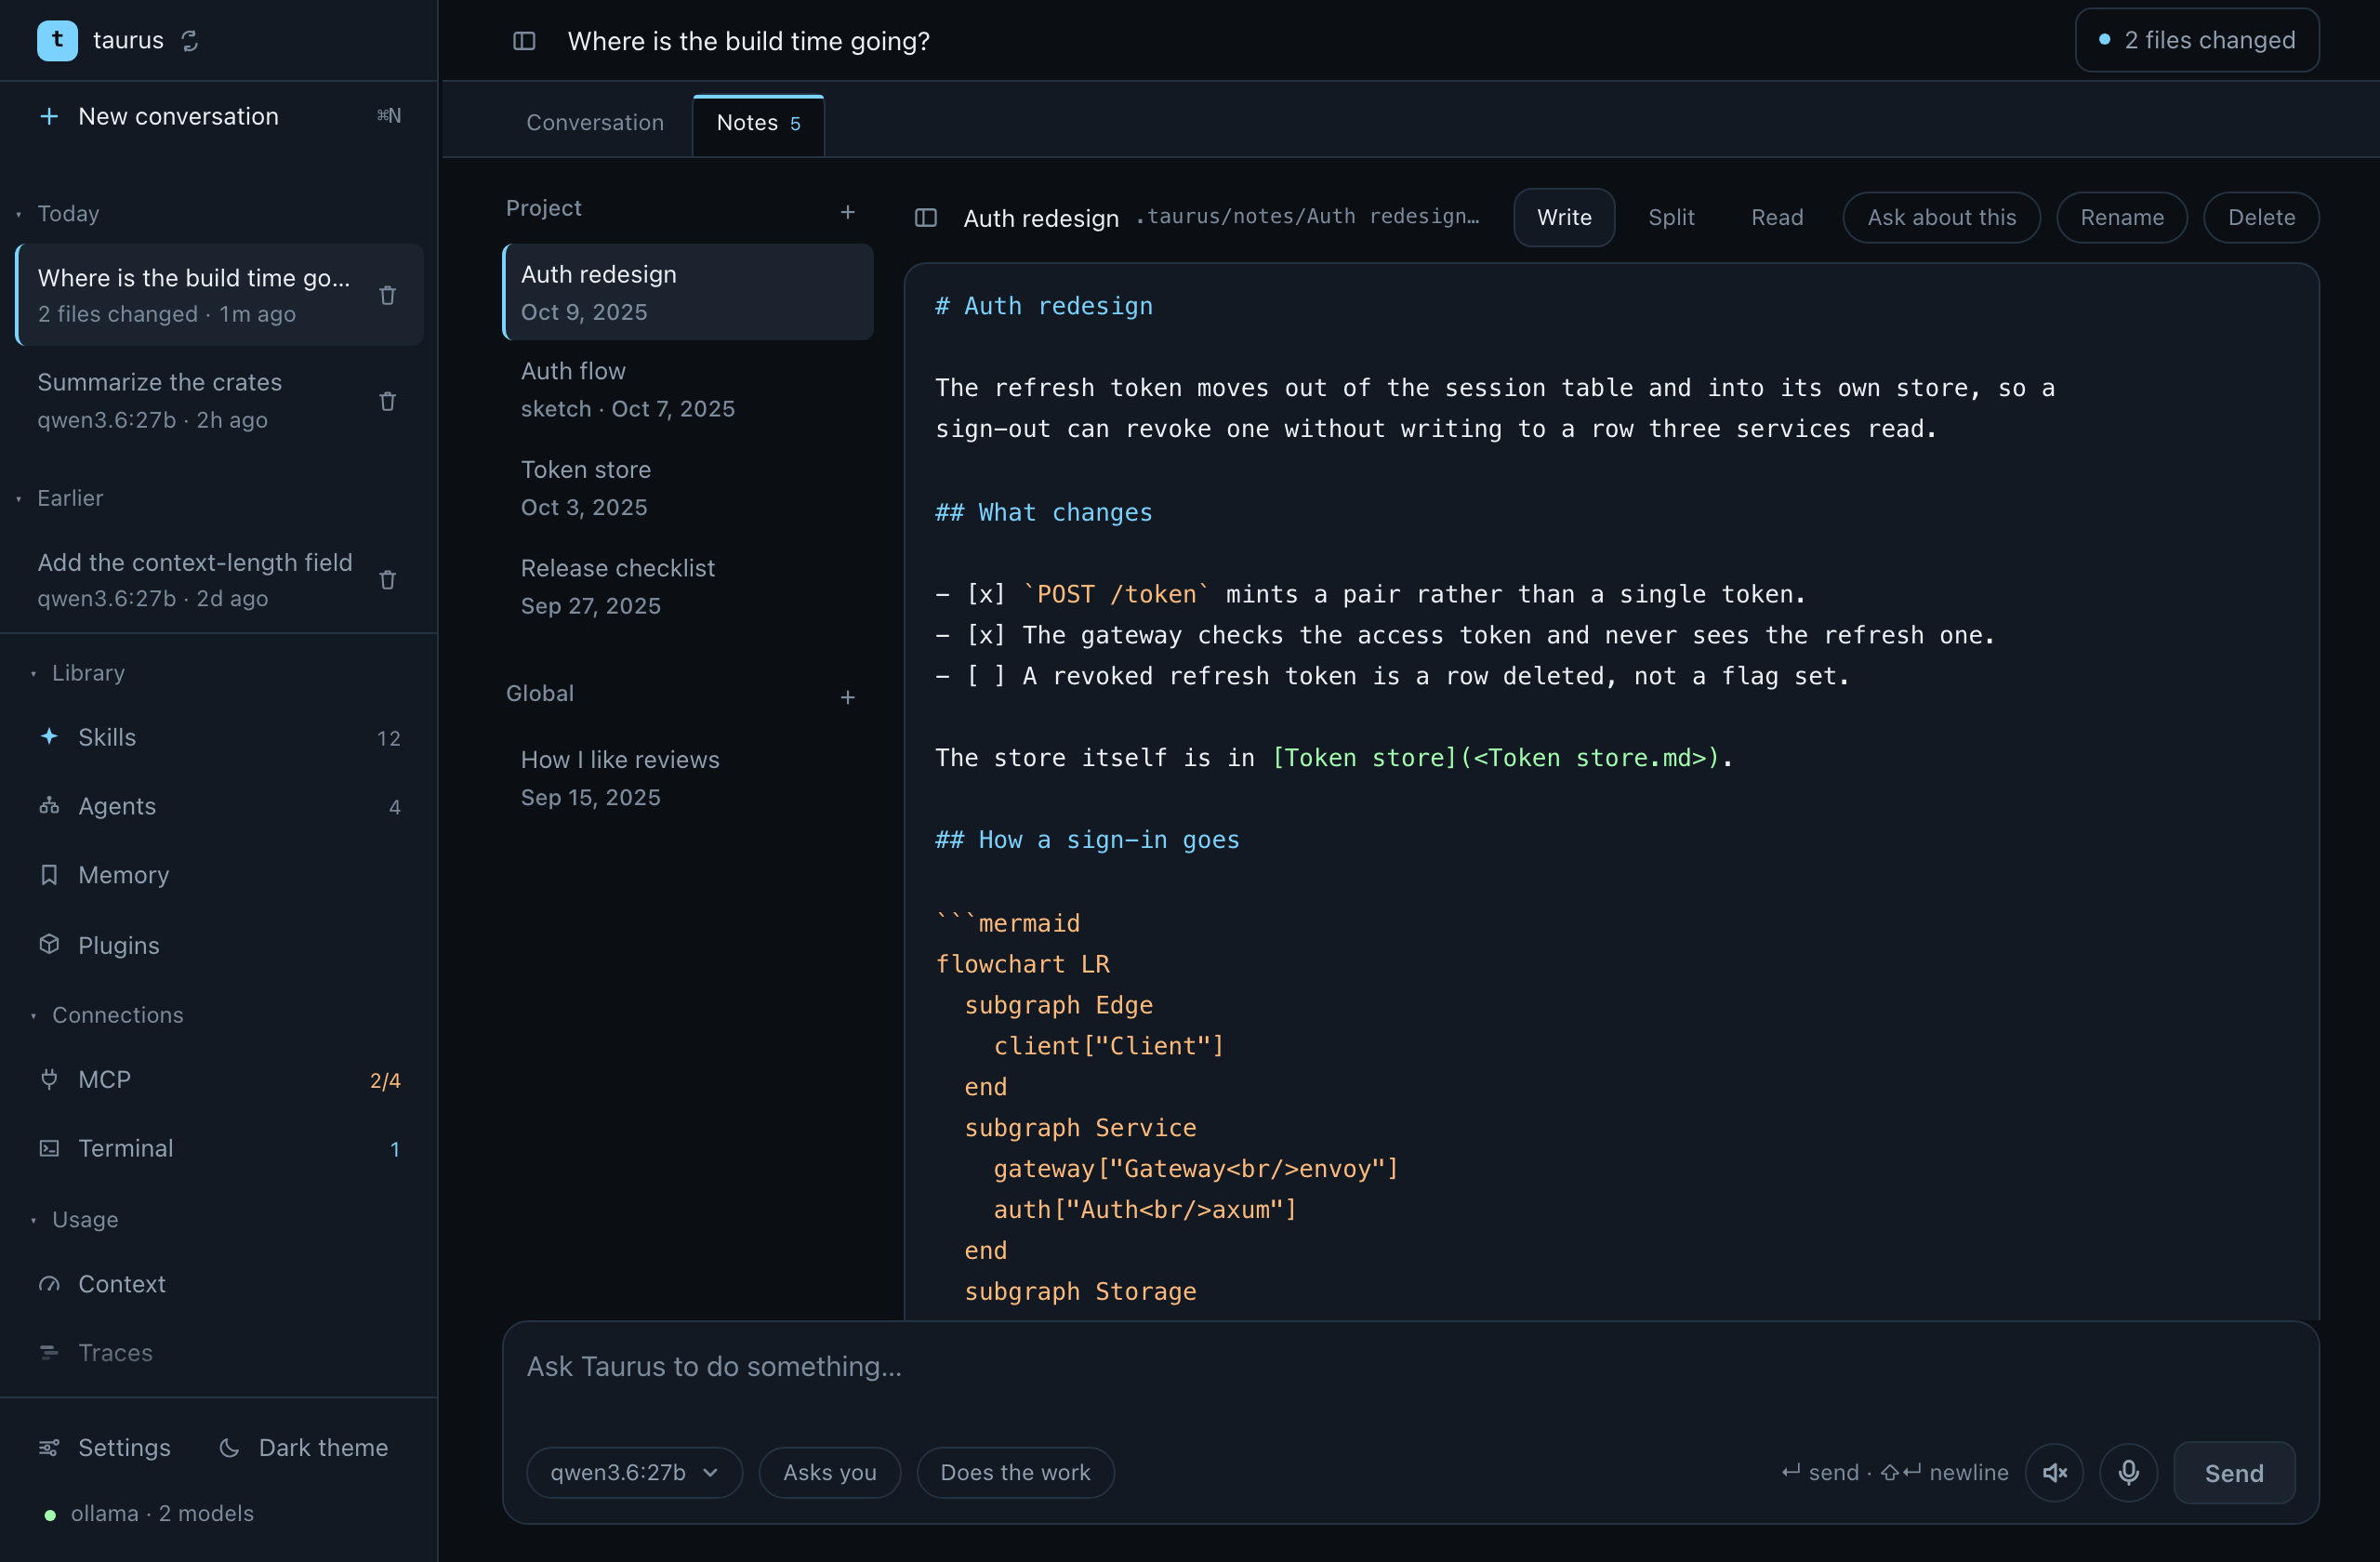 t taurus
New conversation ⌘N
Today
Where is the build time go...
2 files changed · 1m ago
Summarize the crates
qwen3.6:27b · 2h ago
Earlier
Add the context-length field
qwen3.6:27b · 2d ago
Library
Skills 12
Agents 4
Memory
Plugins
Connections
MCP 2/4
Terminal 1
Usage
Context
Traces
Settings Dark theme
ollama · 2 models
Where is the build time going?
2 files changed
Conversation
Notes 5
Project +
Auth redesign
Oct 9, 2025
Auth flow
sketch · Oct 7, 2025
Token store
Oct 3, 2025
Release checklist
Sep 27, 2025
Global +
How I like reviews
Sep 15, 2025
Auth redesign .taurus/notes/Auth redesign… Write Split Read Ask about this Rename Delete
# Auth redesign
The refresh token moves out of the session table and into its own store, so a
sign-out can revoke one without writing to a row three services read.
## What changes
- [x] `POST /token` mints a pair rather than a single token.
- [x] The gateway checks the access token and never sees the refresh one.
- [ ] A revoked refresh token is a row deleted, not a flag set.
The store itself is in [Token store](<Token store.md>).
## How a sign-in goes
```mermaid
flowchart LR
  subgraph Edge
    client["Client"]
  end
  subgraph Service
    gateway["Gateway<br/>envoy"]
    auth["Auth<br/>axum"]
  end
  subgraph Storage
Ask Taurus to do something...
qwen3.6:27b Asks you Does the work ↵ send · ⇧↵ newline Send